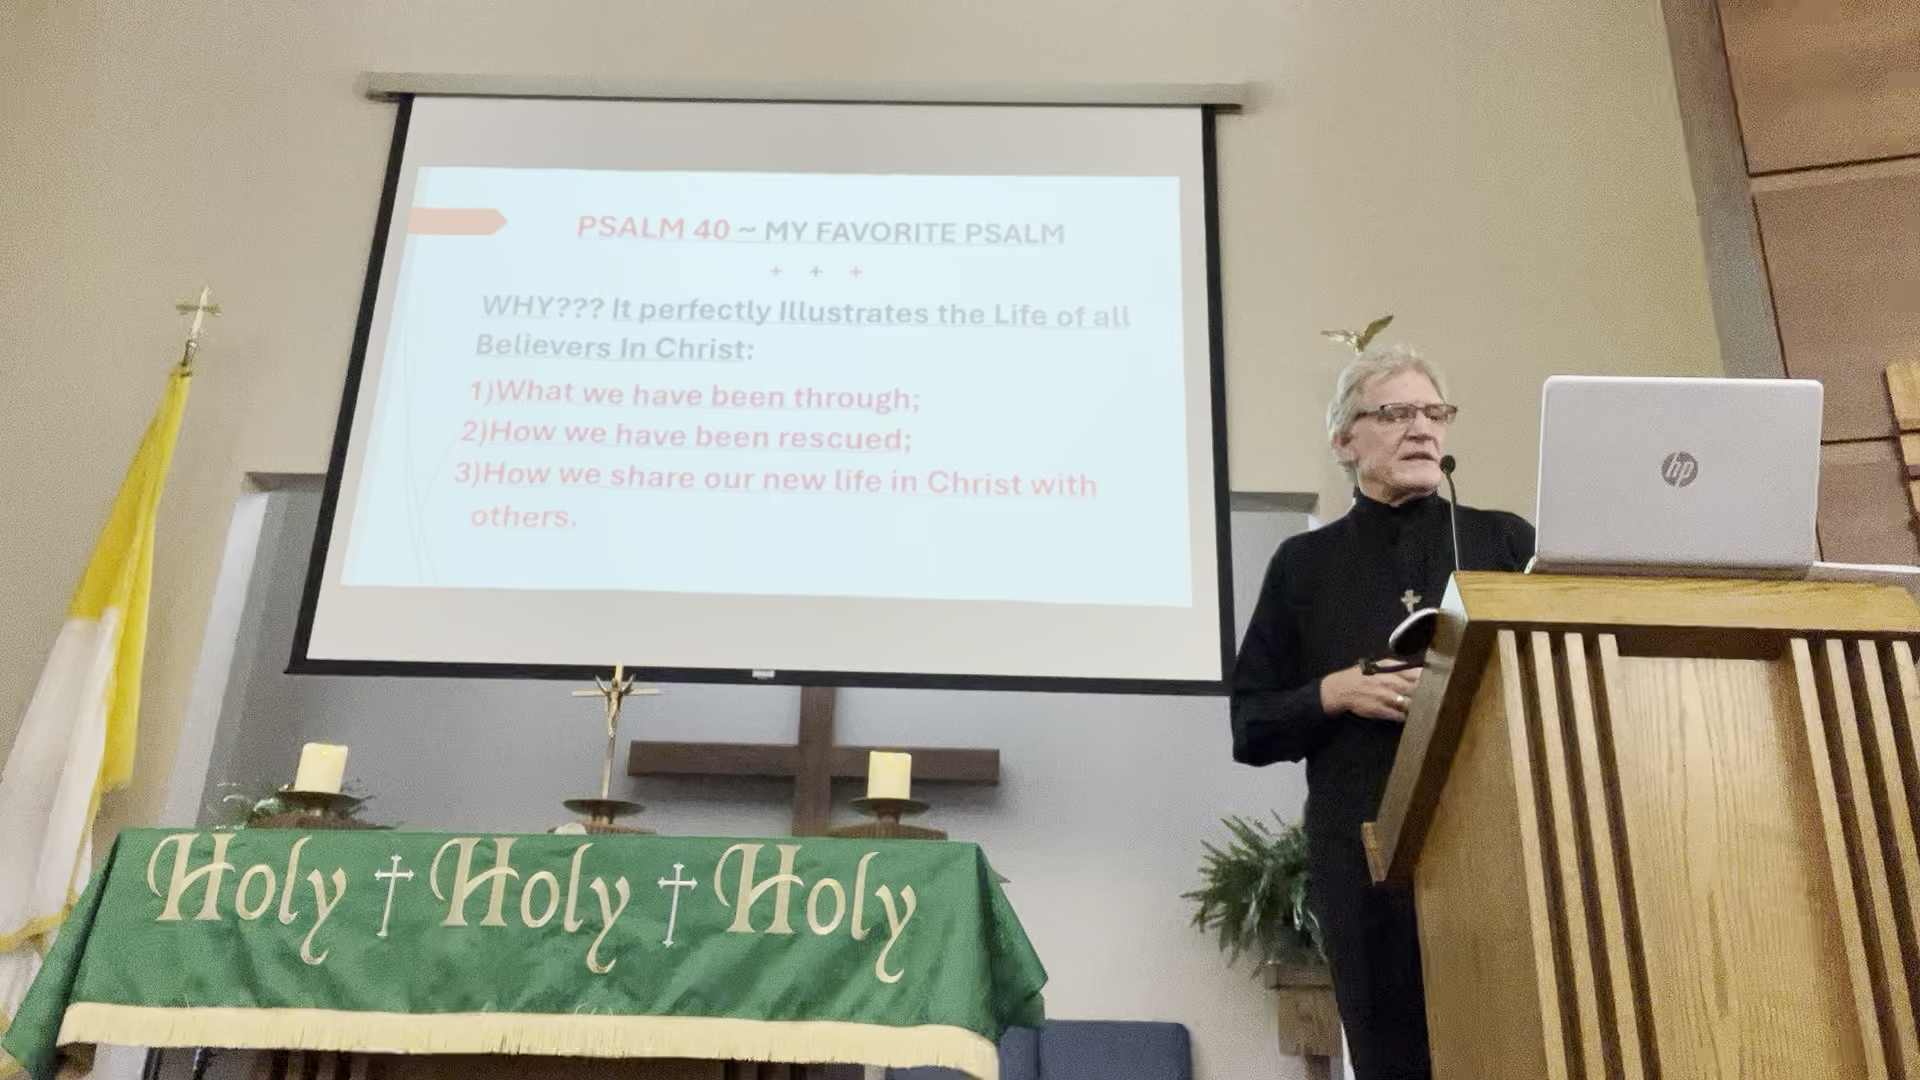 PSALM 40 ~ MY FAVORITE PSALM
+ + +
WHY??? It perfectly Illustrates the Life of all
Believers In Christ:
1)What we have been through;
2)How we have been rescued;
3)How we share our new life in Christ with
others.
hp
Holy Holy Holy